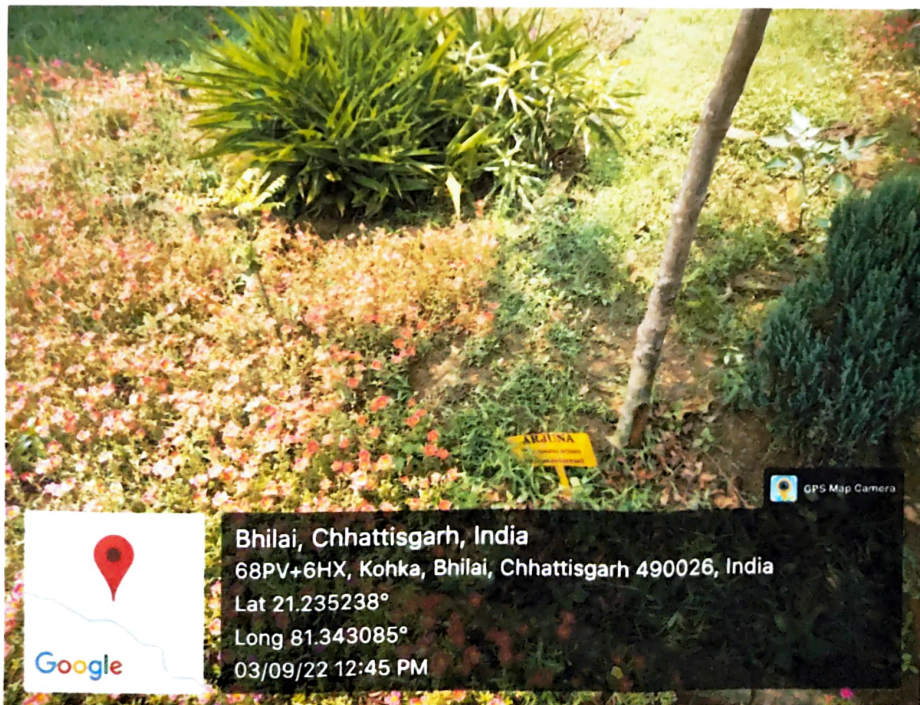 ARJUNA
GPS Map Camera
Bhilai, Chhattisgarh, India
68PV+6HX, Kohka, Bhilai, Chhattisgarh 490026, India
Lat 21.235238°
Long 81.343085°
03/09/22 12:45 PM
Google